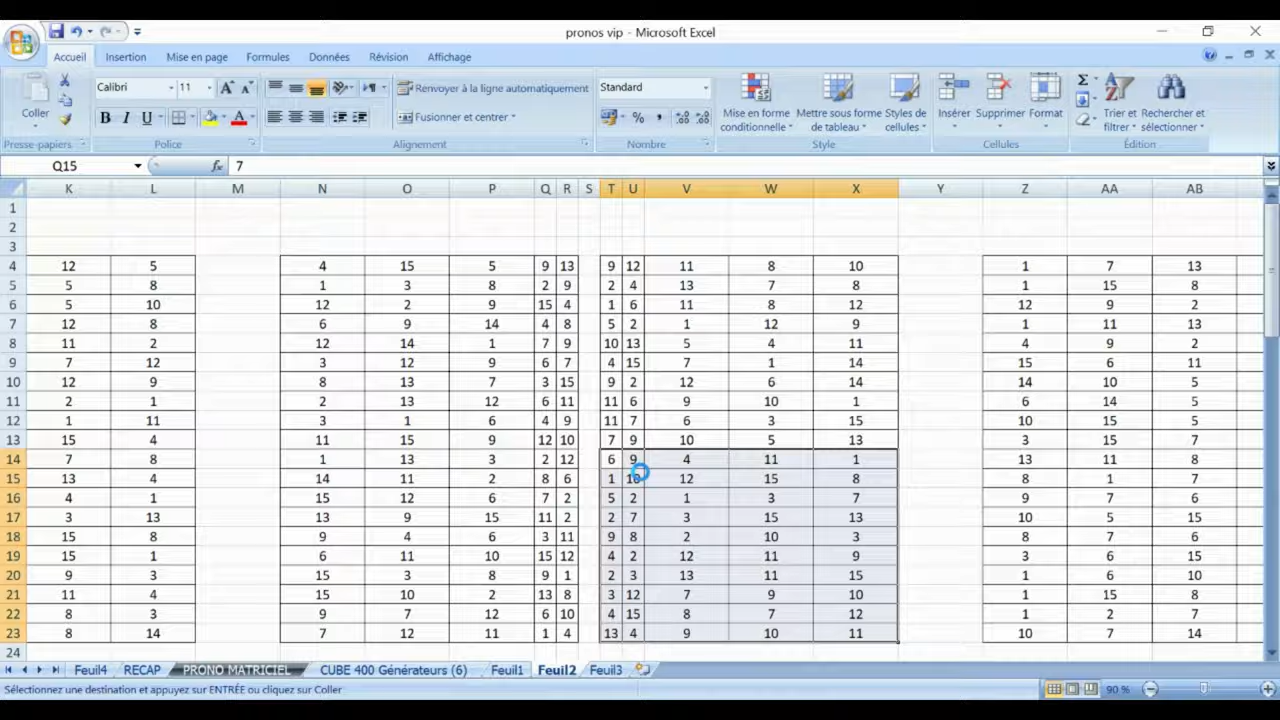 pronos vip - Microsoft Excel
Accueil Insertion Mise en page Formules Données Révision Affichage
Calibri 11 Renvoyer à la ligne automatiquement Standard
Coller Fusionner et centrer Mise en forme conditionnelle Mettre sous forme de tableau Styles de cellules Insérer Supprimer Format Trier et filtrer Rechercher et sélectionner
Presse-papiers Police Alignement Nombre Style Cellules Édition
Q15 fx 7
K L M N O P Q R S T U V W X Y Z AA AB
1
2
3
4 12 5 4 15 5 9 13 9 12 11 8 10 1 7 13
5 5 8 1 3 8 2 9 2 4 13 7 8 1 15 8
6 5 10 12 2 9 15 4 1 6 11 8 12 12 9 2
7 12 8 6 9 14 4 8 5 2 1 12 9 1 11 13
8 11 2 12 14 1 7 9 10 13 5 4 11 4 9 2
9 7 12 3 12 9 6 7 4 15 7 1 14 15 6 11
10 12 9 8 13 7 3 15 9 2 12 6 14 14 10 5
11 2 1 2 13 12 6 11 11 6 9 10 1 6 14 5
12 1 11 3 1 6 4 9 11 7 6 3 15 10 15 5
13 15 4 11 15 9 12 10 7 9 10 5 13 3 15 7
14 7 8 1 13 3 2 12 6 9 4 11 1 13 11 8
15 13 4 14 11 2 8 6 1 12 15 8 8 1 7
16 4 1 15 12 6 7 2 5 2 1 3 7 9 7 6
17 3 13 13 9 15 11 2 2 7 3 15 13 10 5 15
18 15 8 9 4 6 3 11 9 8 2 10 3 8 7 6
19 15 1 6 11 10 15 12 4 2 12 11 9 3 6 15
20 9 3 15 3 8 9 1 2 3 13 11 15 1 6 10
21 11 4 15 10 2 13 8 3 12 7 9 10 1 15 8
22 8 3 9 7 12 6 10 4 15 8 7 12 1 2 7
23 8 14 7 12 11 1 4 13 4 9 10 11 10 7 14
24
Feuil4 RECAP PRONO MATRICIEL CUBE 400 Générateurs (6) Feuil1 Feuil2 Feuil3
Sélectionnez une destination et appuyez sur ENTRÉE ou cliquez sur Coller 90 %